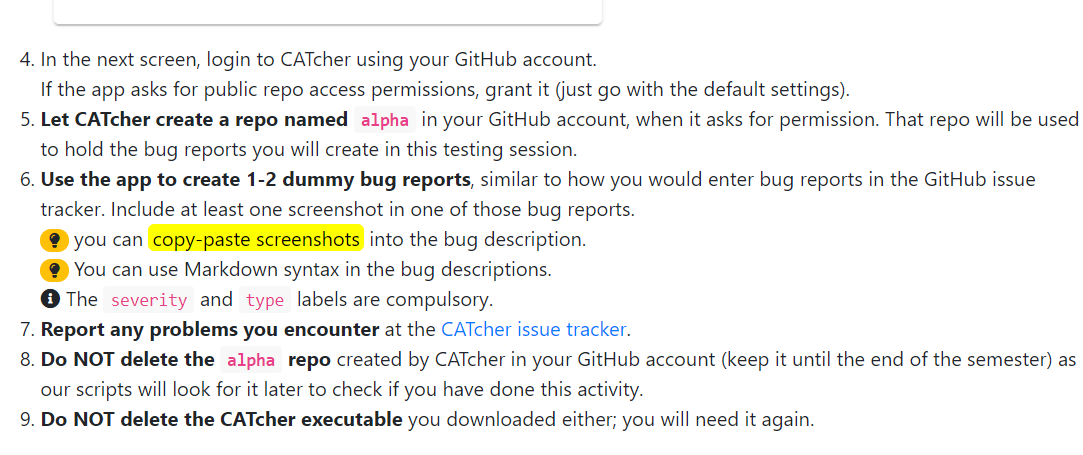 4. In the next screen, login to CATcher using your GitHub account.
If the app asks for public repo access permissions, grant it (just go with the default settings).
5. Let CATcher create a repo named alpha in your GitHub account, when it asks for permission. That repo will be used
to hold the bug reports you will create in this testing session.
6. Use the app to create 1-2 dummy bug reports, similar to how you would enter bug reports in the GitHub issue
tracker. Include at least one screenshot in one of those bug reports.
you can copy-paste screenshots into the bug description.
You can use Markdown syntax in the bug descriptions.
The severity and type labels are compulsory.
7. Report any problems you encounter at the CATcher issue tracker.
8. Do NOT delete the alpha repo created by CATcher in your GitHub account (keep it until the end of the semester) as
our scripts will look for it later to check if you have done this activity.
9. Do NOT delete the CATcher executable you downloaded either; you will need it again.